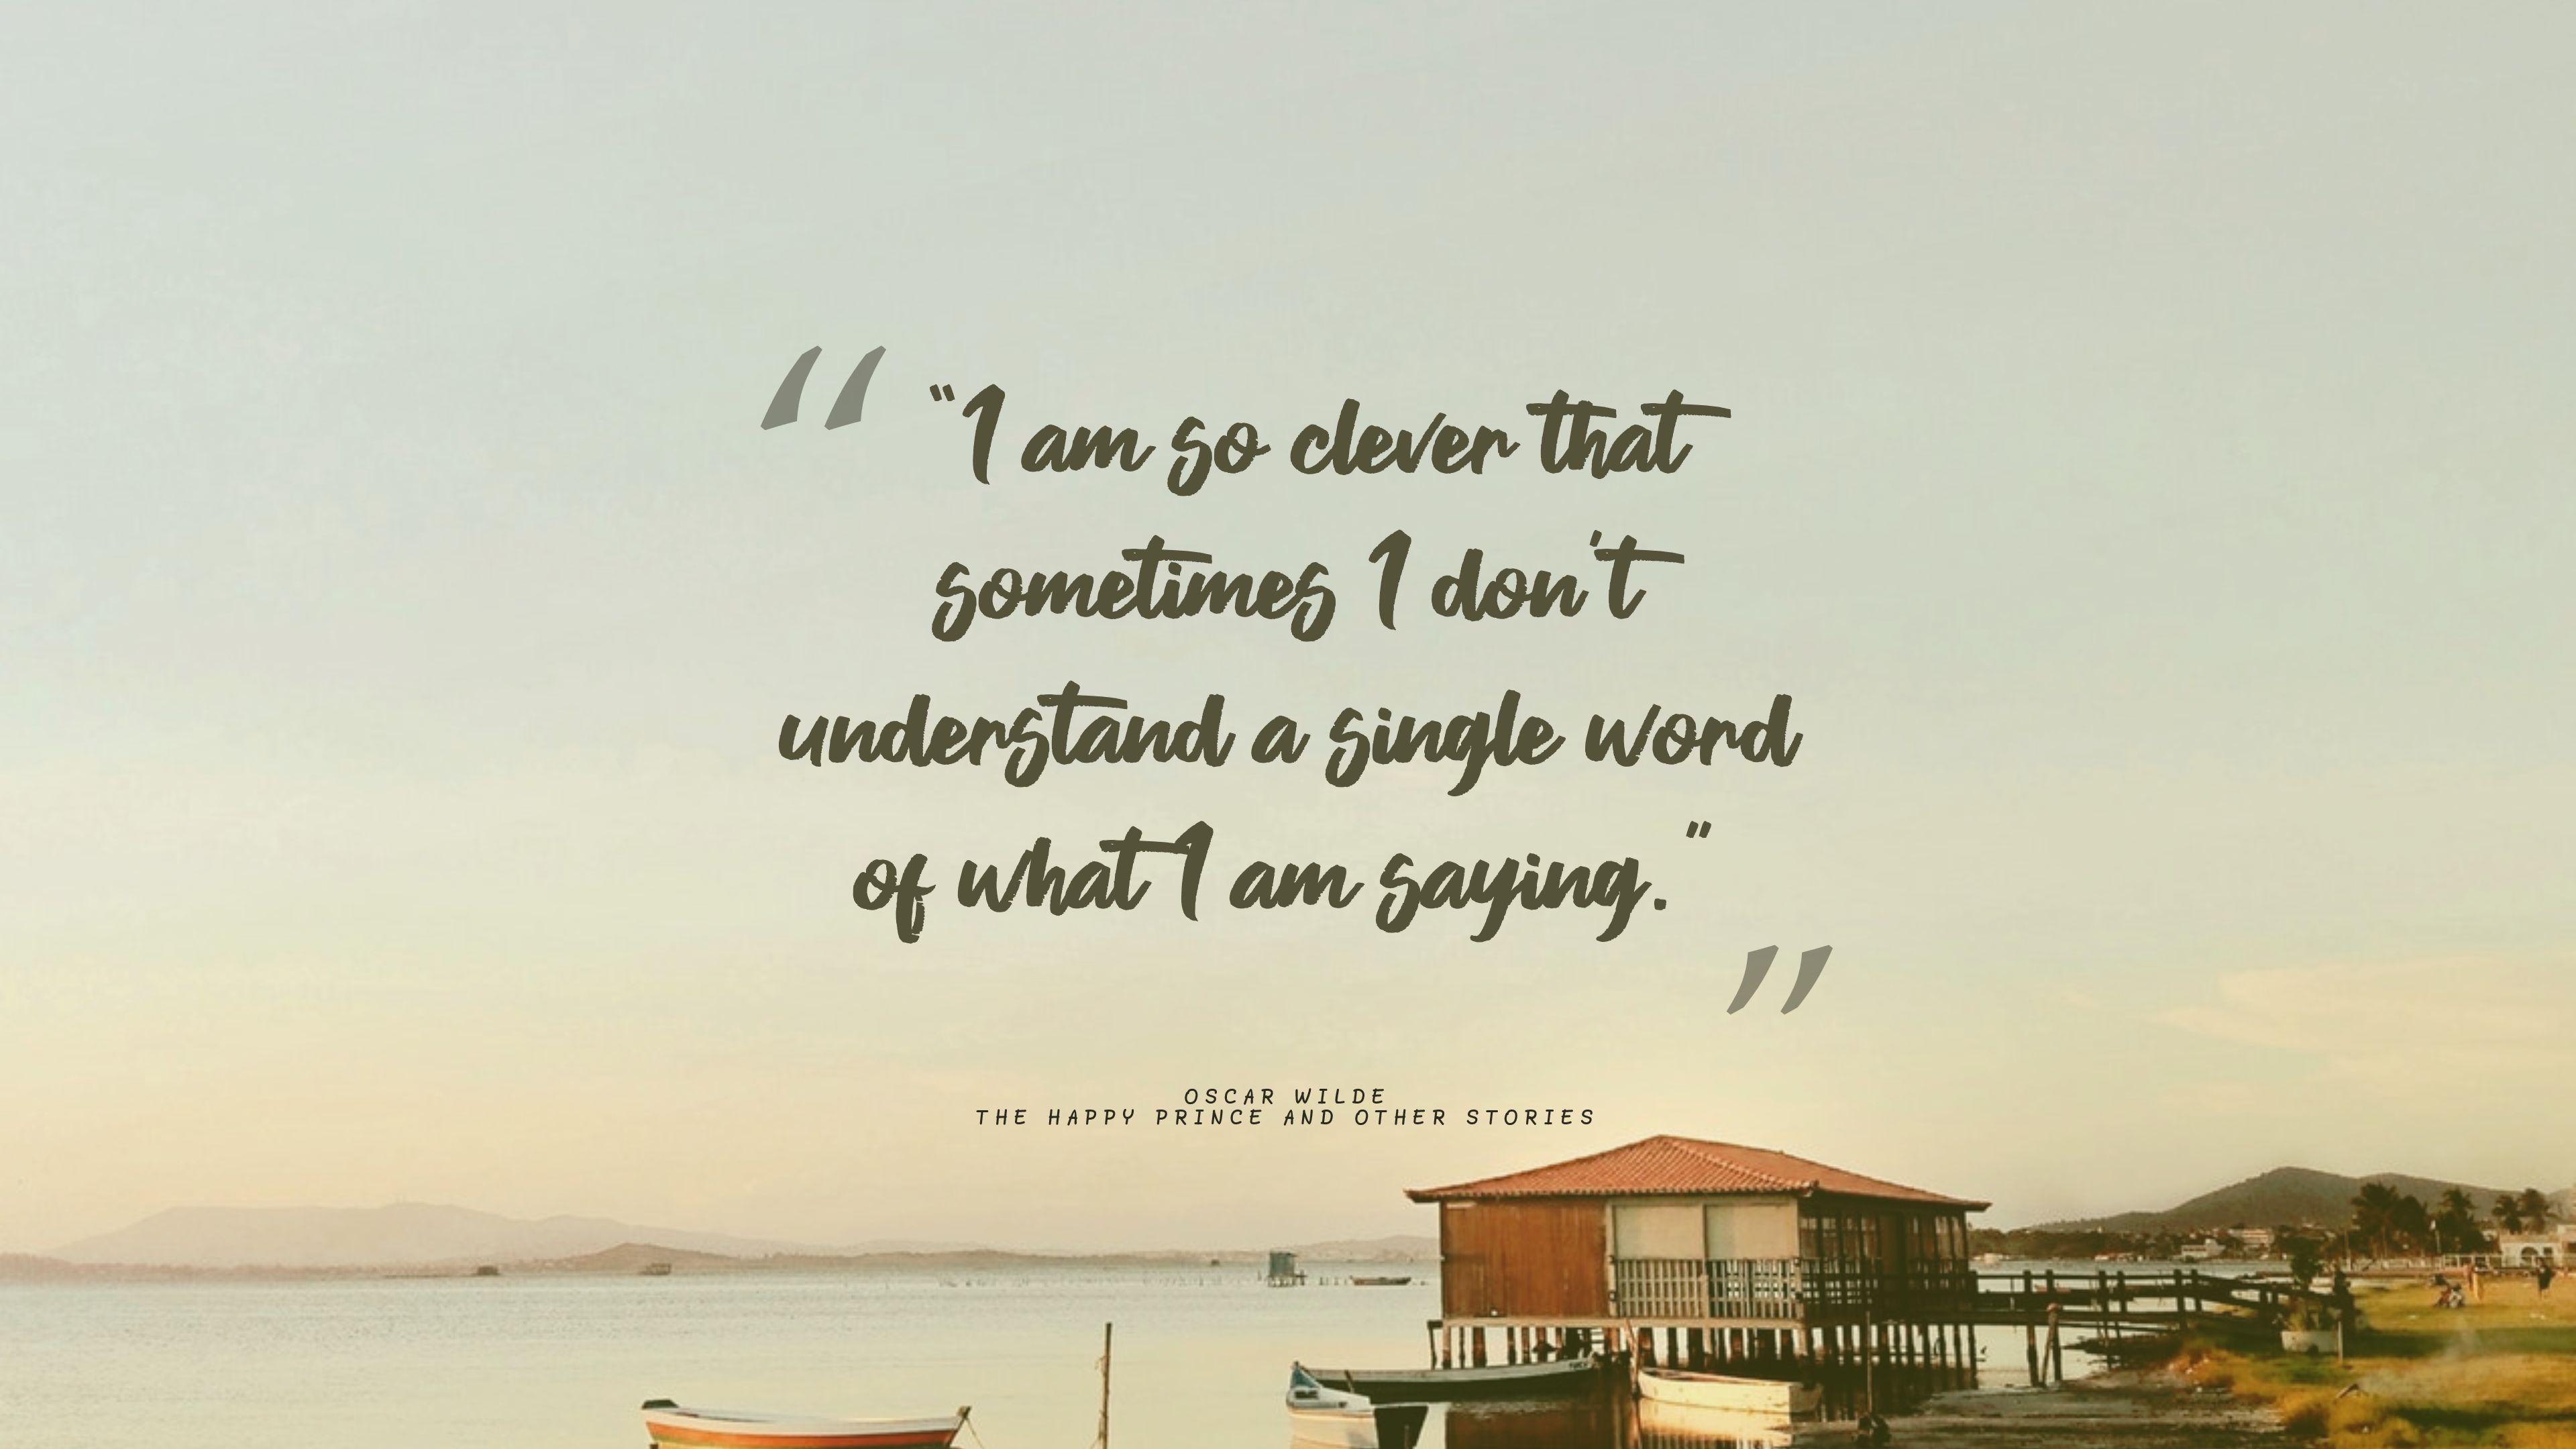 “I am so clever that
sometimes I don't
understand a single word
of what I am saying.”
OSCAR WILDE
THE HAPPY PRINCE AND OTHER STORIES